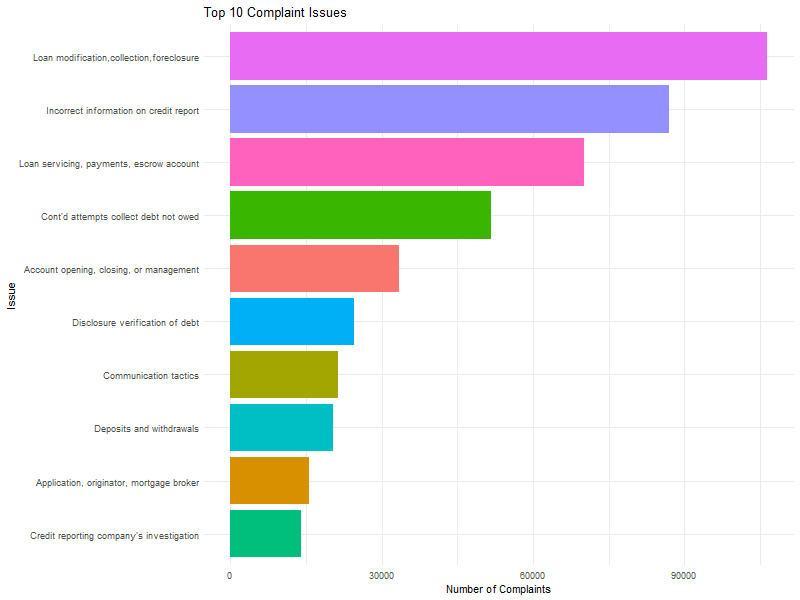 Top 10 Complaint Issues
Loan modification,collection,foreclosure
Incorrect information on credit report
Loan servicing, payments, escrow account
Cont'd attempts collect debt not owed
Account opening, closing, or management
Disclosure verification of debt
Communication tactics
Deposits and withdrawals
Application, originator, mortgage broker
Credit reporting company's investigation
Issue
0 30000 60000 90000
Number of Complaints